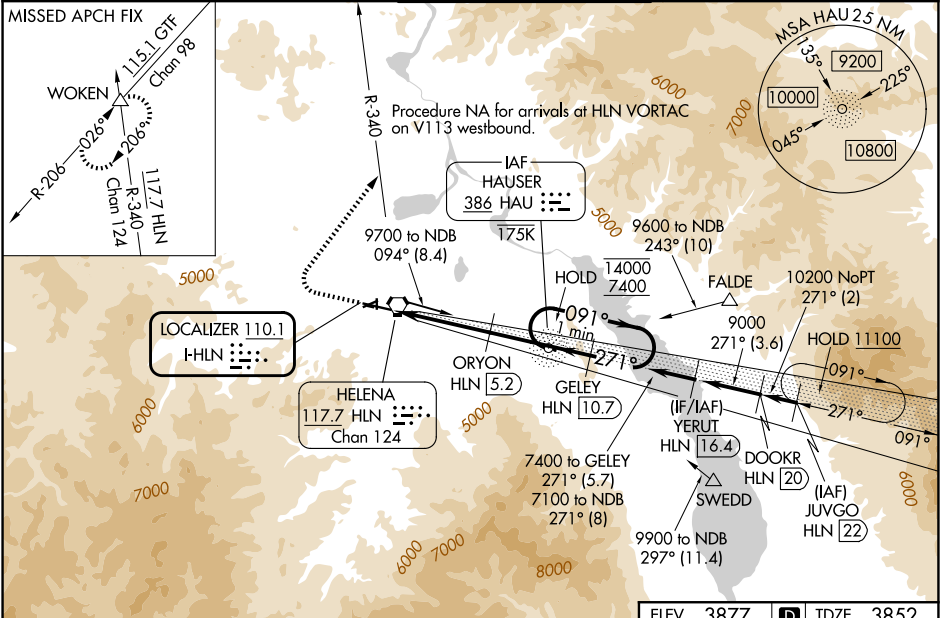 MISSED APCH FIX
115.1 GTF
Chan 98
WOKEN
026°
206°
R-206
117.7 HLN
R-340
Chan 124
R-340
Procedure NA for arrivals at HLN VORTAC
on V113 westbound.
MSA HAU 25 NM
135°
9200
225°
10000
045°
10800
6000
7000
IAF
HAUSER
386 HAU
175K
5000
9700 to NDB
094° (8.4)
9600 to NDB
243° (10)
HOLD
14000
7400
FALDE
10200 NoPT
271° (2)
9000
271° (3.6)
HOLD 11100
091°
271°
091°
5000
LOCALIZER 110.1
I-HLN
091°
1 min
271°
ORYON
HLN 5.2
GELEY
HLN 10.7
HELENA
117.7 HLN
Chan 124
5000
6000
(IF/IAF)
YERUT
HLN 16.4
DOOKR
HLN 20
(IAF)
JUVGO
HLN 22
6000
7400 to GELEY
271° (5.7)
7100 to NDB
271° (8)
SWEDD
9900 to NDB
297° (11.4)
7000
6000
7000
8000
ELEV 3877
D
TDZE 3852